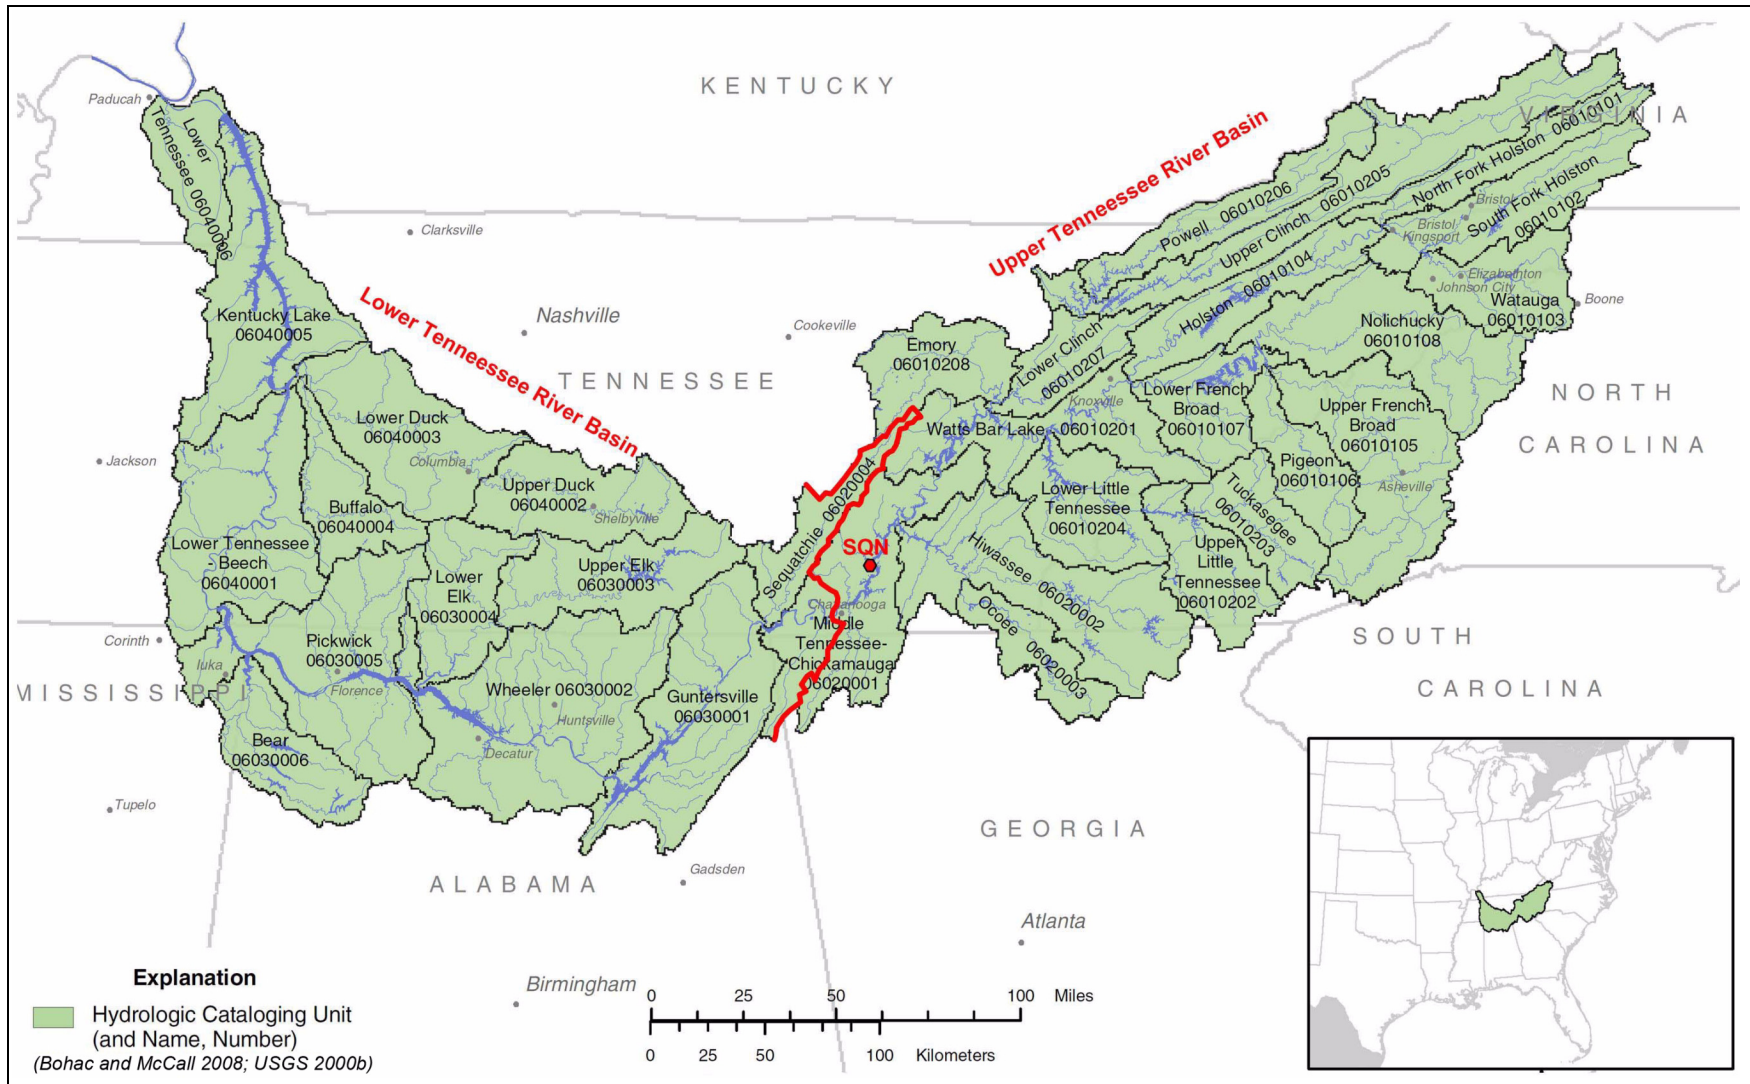 KENTUCKY
VIRGINIA
Paducah
Lower
Tennessee 06040006
Upper Tenneessee River Basin
North Fork Holston 06010101
South Fork Holston
06010102
Powell 06010206
Upper Clinch 06010205
Bristol
Bristol
Kingsport
Clarksville
Holston 06010104
Elizabethton
Johnson City
Watauga
06010103
Boone
Lower Tennessee River Basin
Kentucky Lake
06040005
Nashville
Cookeville
Nolichucky
06010108
Emory
06010208
Lower Clinch
06010207
TENNESSEE
Knoxville
Lower French
Broad
06010107
Upper French
Broad
06010105
NORTH
CAROLINA
Lower Duck
06040003
Watts Bar Lake 06010201
Columbia
Jackson
Pigeon
06010106
Asheville
Upper Duck
06040002
Shelbyville
Sequatchie 06020004
Lower Little
Tennessee
06010204
Tuckasegee
06010203
Buffalo
06040004
Lower Tennessee
- Beech
06040001
SQN
Hiwassee 06020002
Upper
Little
Tennessee
06010202
Upper Elk
06030003
Lower
Elk
06030004
Chattanooga
Ocoee
06020003
Middle
Tennessee-
Chickamauga
06020001
Corinth
Pickwick
06030005
Iuka
Florence
MISSISSIPPI
Wheeler 06030002
Huntsville
Guntersville
06030001
SOUTH
CAROLINA
Bear
06030006
Decatur
Tupelo
GEORGIA
ALABAMA
Gadsden
Atlanta
Birmingham
Explanation
Hydrologic Cataloging Unit
(and Name, Number)
(Bohac and McCall 2008; USGS 2000b)
0 25 50 100 Miles
0 25 50 100 Kilometers